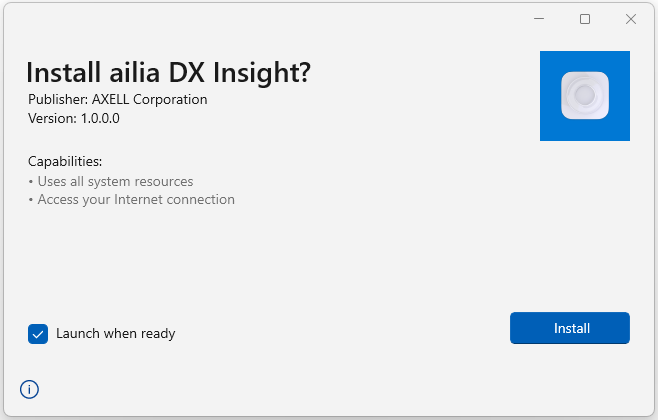 Install ailia DX Insight?
Publisher: AXELL Corporation
Version: 1.0.0.0
Capabilities:
• Uses all system resources
• Access your Internet connection
Launch when ready
Install